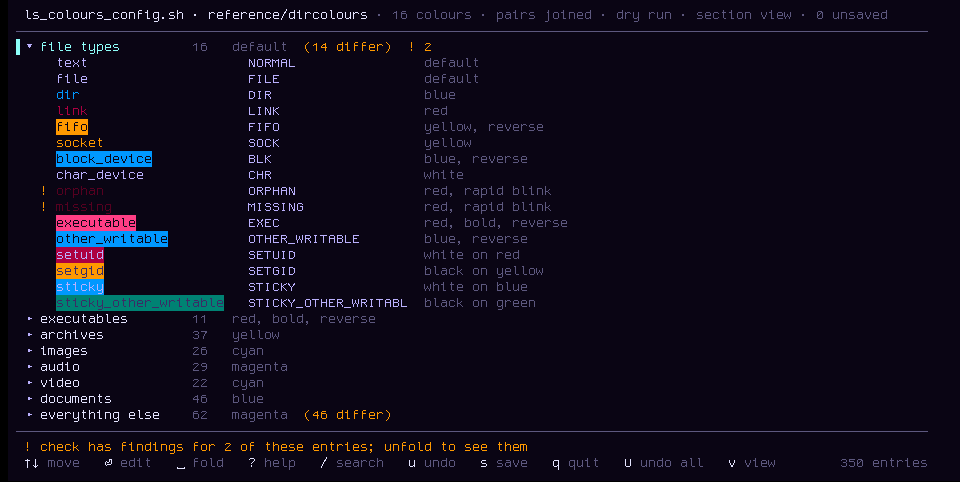 ls_colours_config.sh · reference/dircolours · 16 colours · pairs joined · dry run · section view · 0 unsaved
▾ file types 16 default (14 differ) ! 2
text NORMAL default
file FILE default
dir DIR blue
link LINK red
fifo FIFO yellow, reverse
socket SOCK yellow
block_device BLK blue, reverse
char_device CHR white
! orphan ORPHAN red, rapid blink
! missing MISSING red, rapid blink
executable EXEC red, bold, reverse
other_writable OTHER_WRITABLE blue, reverse
setuid SETUID white on red
setgid SETGID black on yellow
sticky STICKY white on blue
sticky_other_writable STICKY_OTHER_WRITABL black on green
▸ executables 11 red, bold, reverse
▸ archives 37 yellow
▸ images 26 cyan
▸ audio 29 magenta
▸ video 22 cyan
▸ documents 46 blue
▸ everything else 62 magenta (46 differ)
! check has findings for 2 of these entries; unfold to see them
↑↓ move ⏎ edit ␣ fold ? help / search u undo s save q quit U undo all v view 350 entries